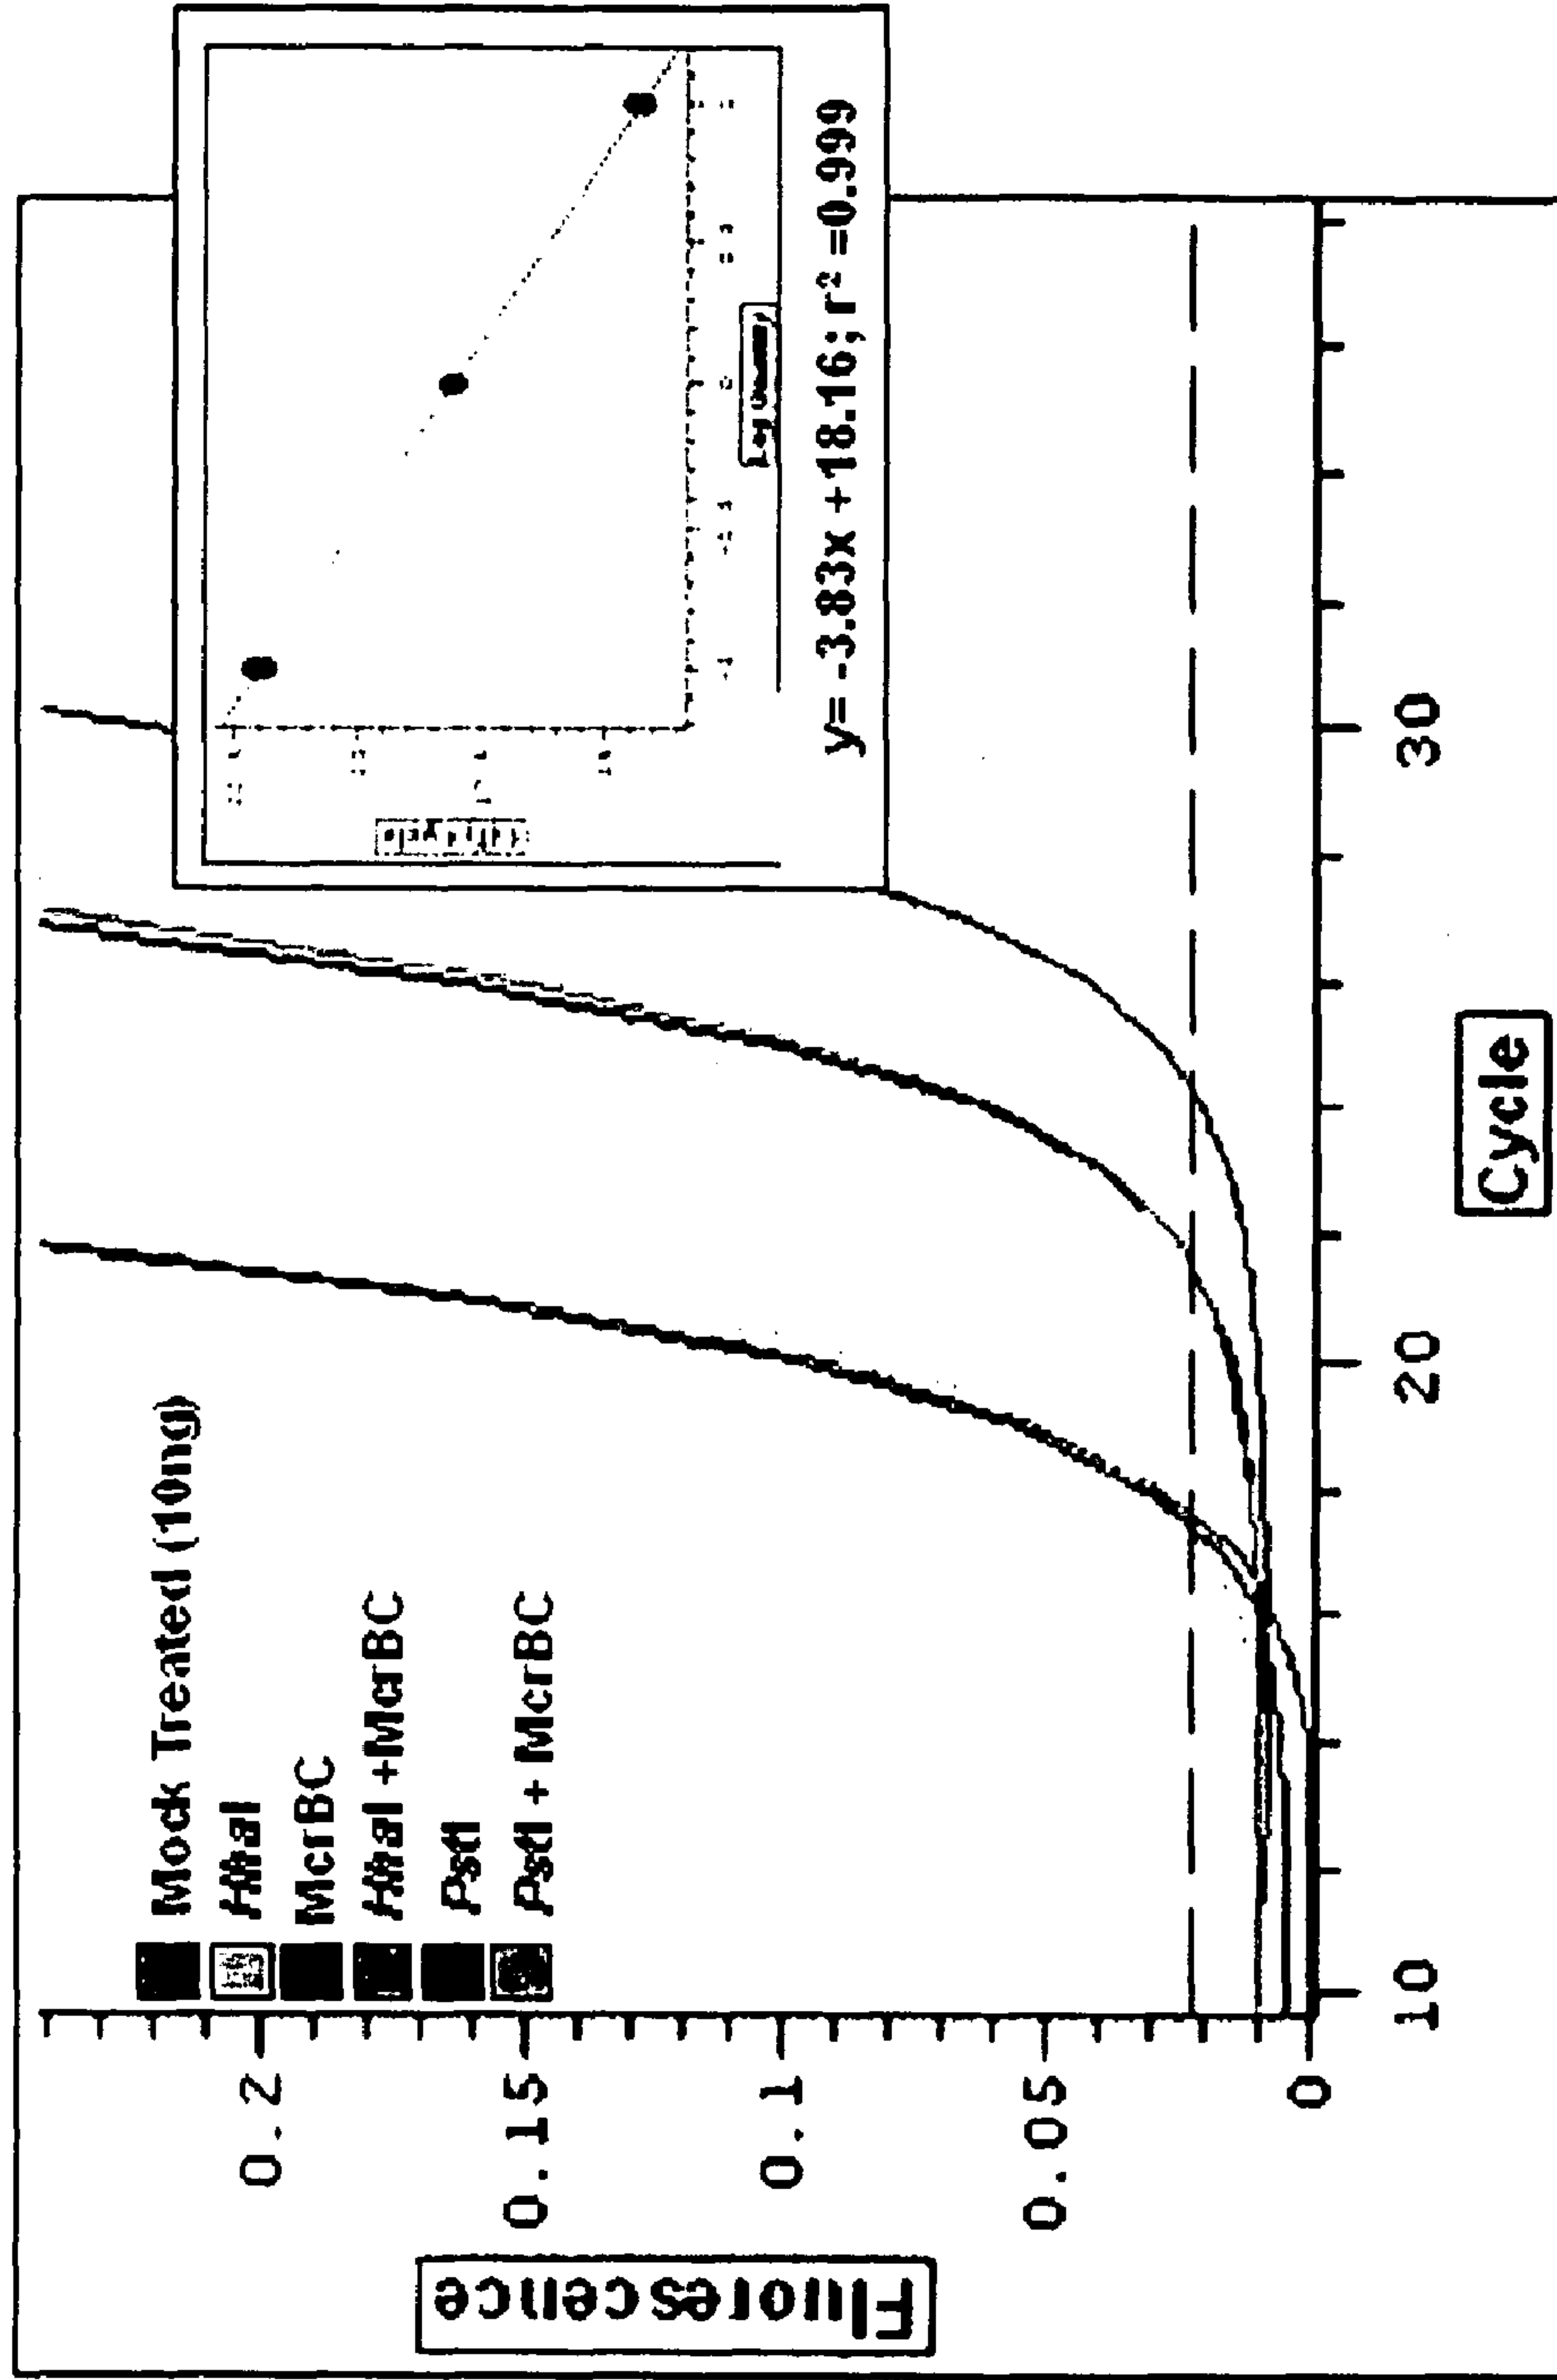 Fluorescence
0.2
0.15
0.1
0.05
0
10
20
30
Cycle
Mock Treated (10ng)
HhaI
McrBC
HhaI +McrBC
PstI
PstI + McrBC
0
y= -3.83x +18.16; r² =0.999